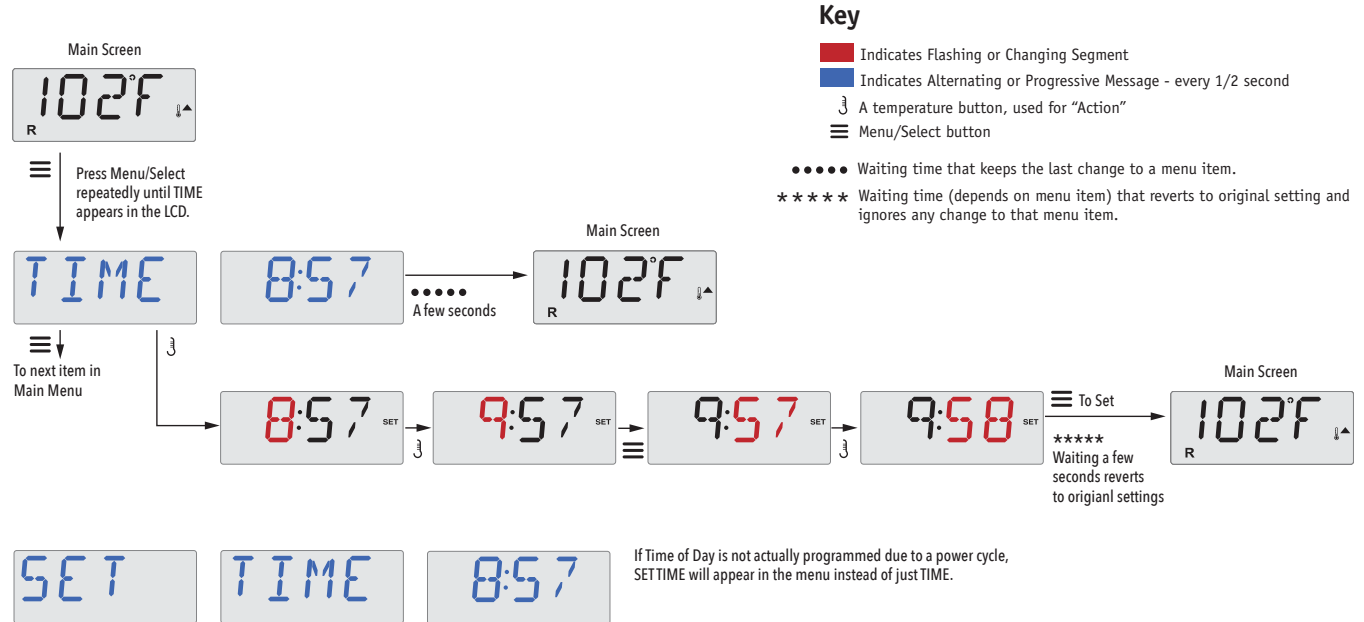 Key
Indicates Flashing or Changing Segment
Indicates Alternating or Progressive Message - every 1/2 second
A temperature button, used for “Action”
Menu/Select button
••••• Waiting time that keeps the last change to a menu item.
***** Waiting time (depends on menu item) that reverts to original setting and
ignores any change to that menu item.
Main Screen
102°F
R
Press Menu/Select
repeatedly until TIME
appears in the LCD.
TIME
8:57
•••••
A few seconds
Main Screen
102°F
R
To next item in
Main Menu
8:57 SET
9:57 SET
9:57 SET
9:58 SET
To Set
*****
Waiting a few
seconds reverts
to origianl settings
Main Screen
102°F
R
SET
TIME
8:57
If Time of Day is not actually programmed due to a power cycle,
SET TIME will appear in the menu instead of just TIME.